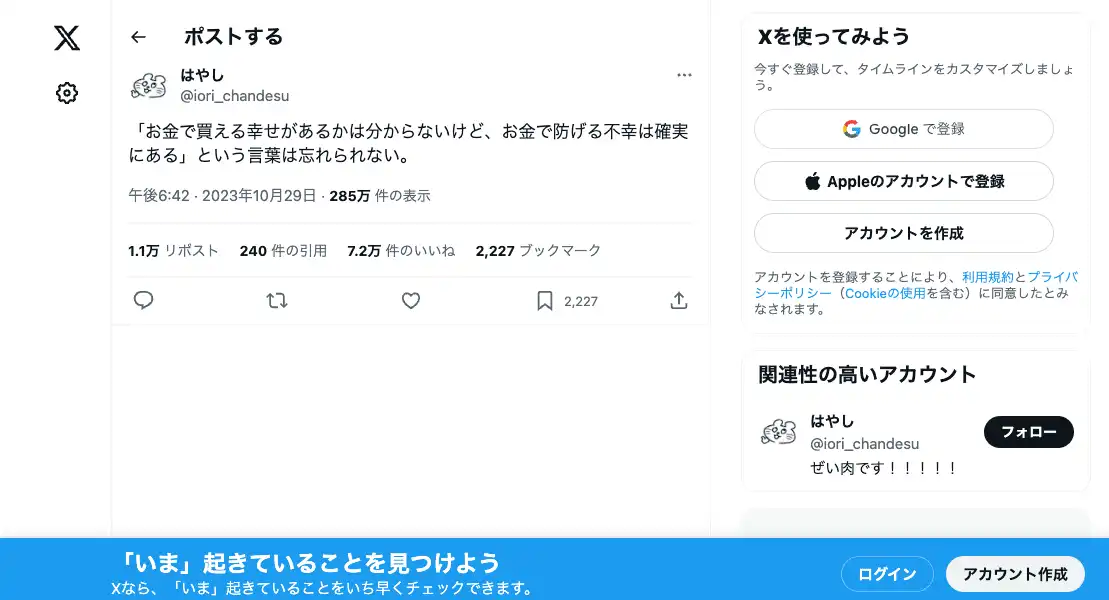 ポストする
はやし
@iori_chandesu
「お金で買える幸せがあるかは分からないけど、お金で防げる不幸は確実
にある」という言葉は忘れられない。
午後6:42 · 2023年10月29日 · 285万 件の表示
1.1万 リポスト 240 件の引用 7.2万 件のいいね 2,227 ブックマーク
2,227
Xを使ってみよう
今すぐ登録して、タイムラインをカスタマイズしましょ
う。
Google で登録
Appleのアカウントで登録
アカウントを作成
アカウントを登録することにより、利用規約とプライバ
シーポリシー（Cookieの使用を含む）に同意したとみ
なされます。
関連性の高いアカウント
はやし
@iori_chandesu
フォロー
ぜい肉です！！！！！
「いま」起きていることを見つけよう
Xなら、「いま」起きていることをいち早くチェックできます。
ログイン
アカウント作成